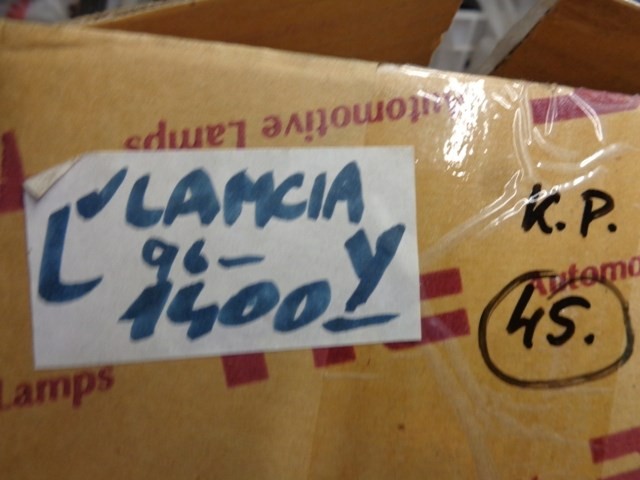 Automotive Lamps
L LANCIA
96-
1400 Y
K.P.
45.
Automo
Lamps